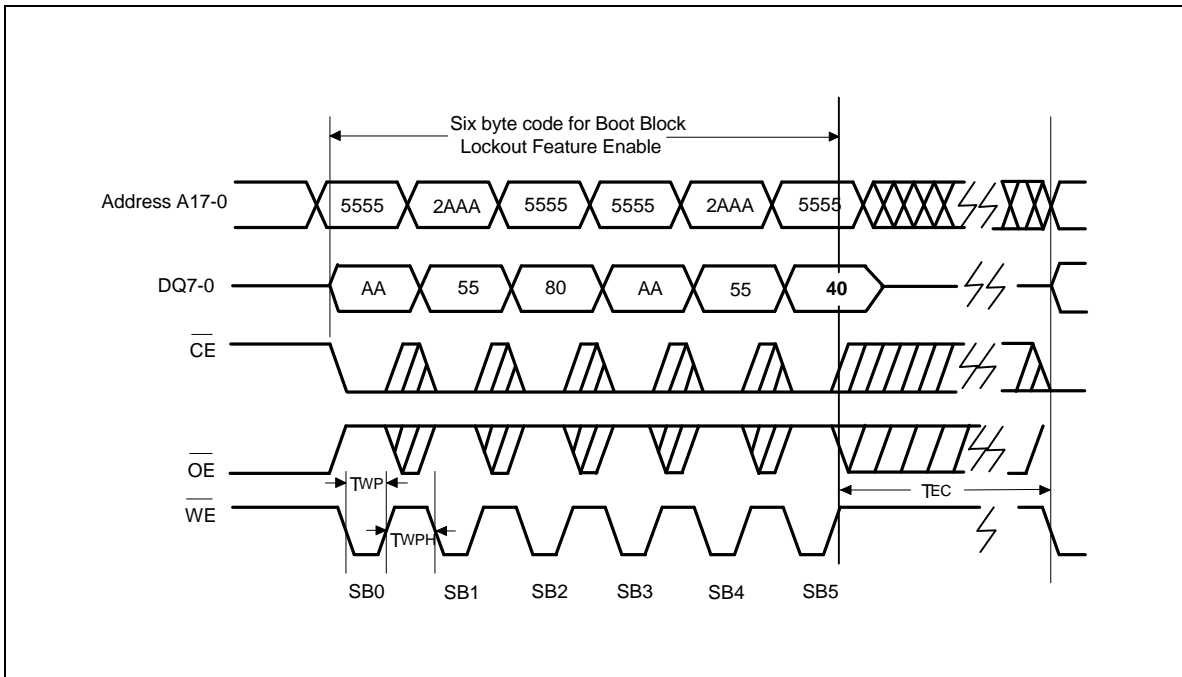 Six byte code for Boot Block
Lockout Feature Enable
Address A17-0
5555
2AAA
5555
5555
2AAA
5555
DQ7-0
AA
55
80
AA
55
40
CE
OE
TWP
TEC
WE
TWPH
SB0
SB1
SB2
SB3
SB4
SB5